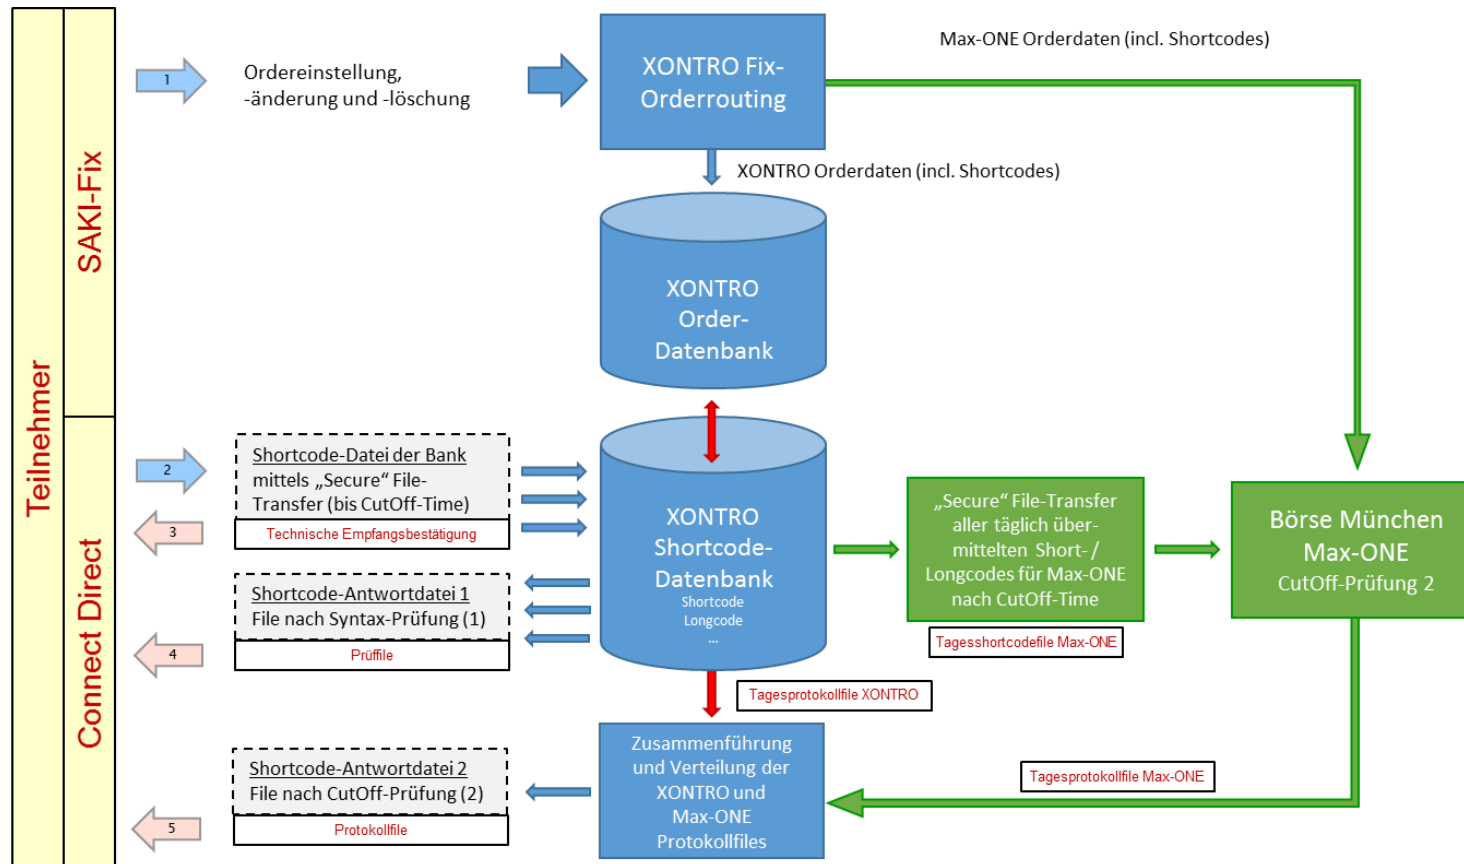 Teilnehmer
SAKI-Fix
Connect Direct
1
Ordereinstellung,
-änderung und -löschung
XONTRO Fix-
Orderrouting
Max-ONE Orderdaten (incl. Shortcodes)
XONTRO Orderdaten (incl. Shortcodes)
XONTRO
Order-
Datenbank
2
Shortcode-Datei der Bank
mittels „Secure“ File-
Transfer (bis CutOff-Time)
3
Technische Empfangsbestätigung
XONTRO
Shortcode-
Datenbank
Shortcode
Longcode
...
„Secure“ File-Transfer
aller täglich über-
mittelten Short- /
Longcodes für Max-ONE
nach CutOff-Time
Tagesshortcodefile Max-ONE
Börse München
Max-ONE
CutOff-Prüfung 2
Shortcode-Antwortdatei 1
File nach Syntax-Prüfung (1)
4
Prüffile
Tagesprotokollfile XONTRO
Zusammenführung
und Verteilung der
XONTRO und
Max-ONE
Protokollfiles
Tagesprotokollfile Max-ONE
Shortcode-Antwortdatei 2
File nach CutOff-Prüfung (2)
5
Protokollfile